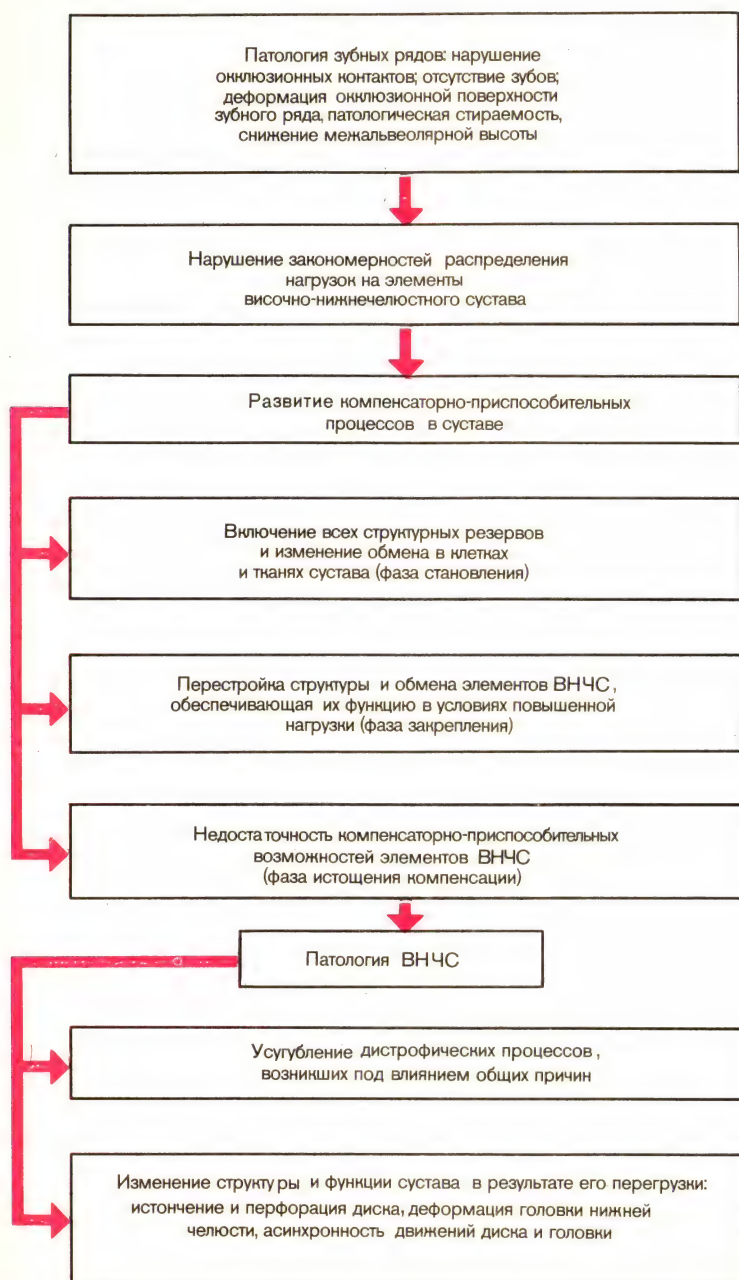 Патология зубных рядов: нарушение
окклюзионных контактов; отсутствие зубов;
деформация окклюзионной поверхности
зубного ряда, патологическая стираемость,
снижение межальвеолярной высоты
Нарушение закономерностей распределения
нагрузок на элементы
височно-нижнечелюстного сустава
Развитие компенсаторно-приспособительных
процессов в суставе
Включение всех структурных резервов
и изменение обмена в клетках
и тканях сустава (фаза становления)
Перестройка структуры и обмена элементов ВНЧС,
обеспечивающая их функцию в условиях повышенной
нагрузки (фаза закрепления)
Недостаточность компенсаторно-приспособительных
возможностей элементов ВНЧС
(фаза истощения компенсации)
Патология ВНЧС
Усугубление дистрофических процессов,
возникших под влиянием общих причин
Изменение структуры и функции сустава в результате его перегрузки:
истончение и перфорация диска, деформация головки нижней
челюсти, асинхронность движений диска и головки